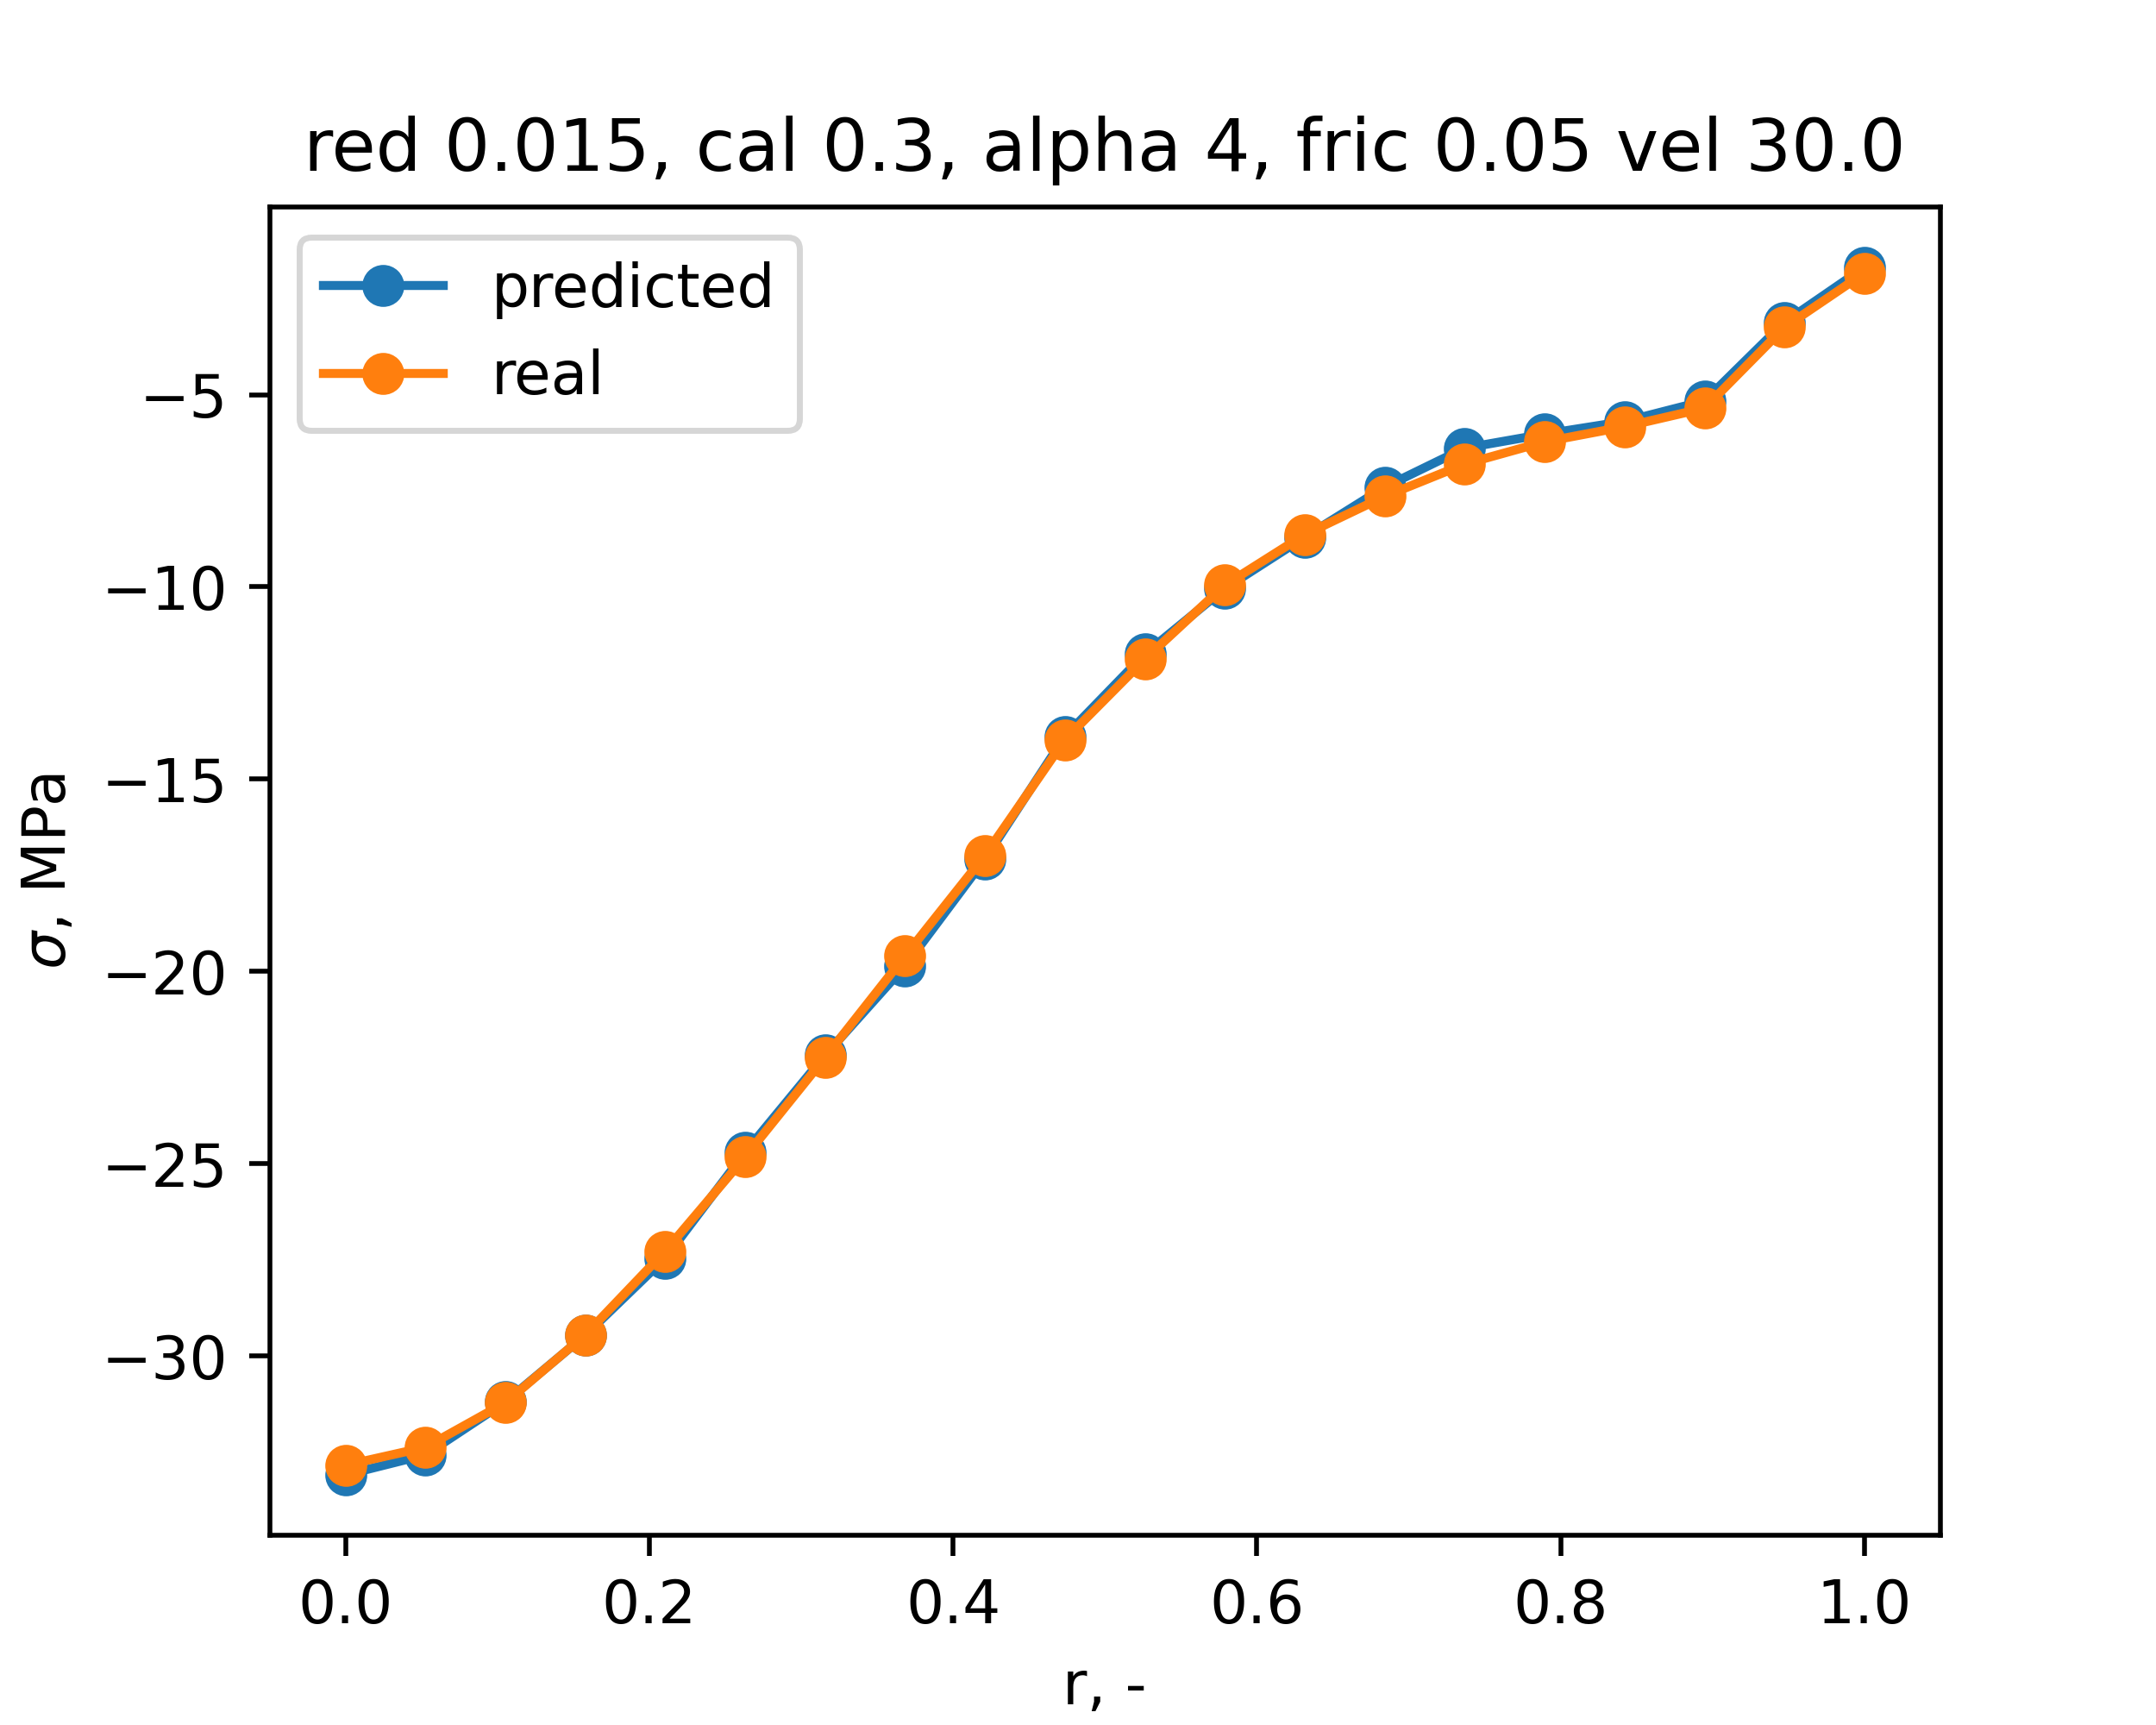 red 0.015, cal 0.3, alpha 4, fric 0.05 vel 30.0
predicted
real
−5
−10
−15
−20
−25
−30
σ, MPa
0.0 0.2 0.4 0.6 0.8 1.0
r, -